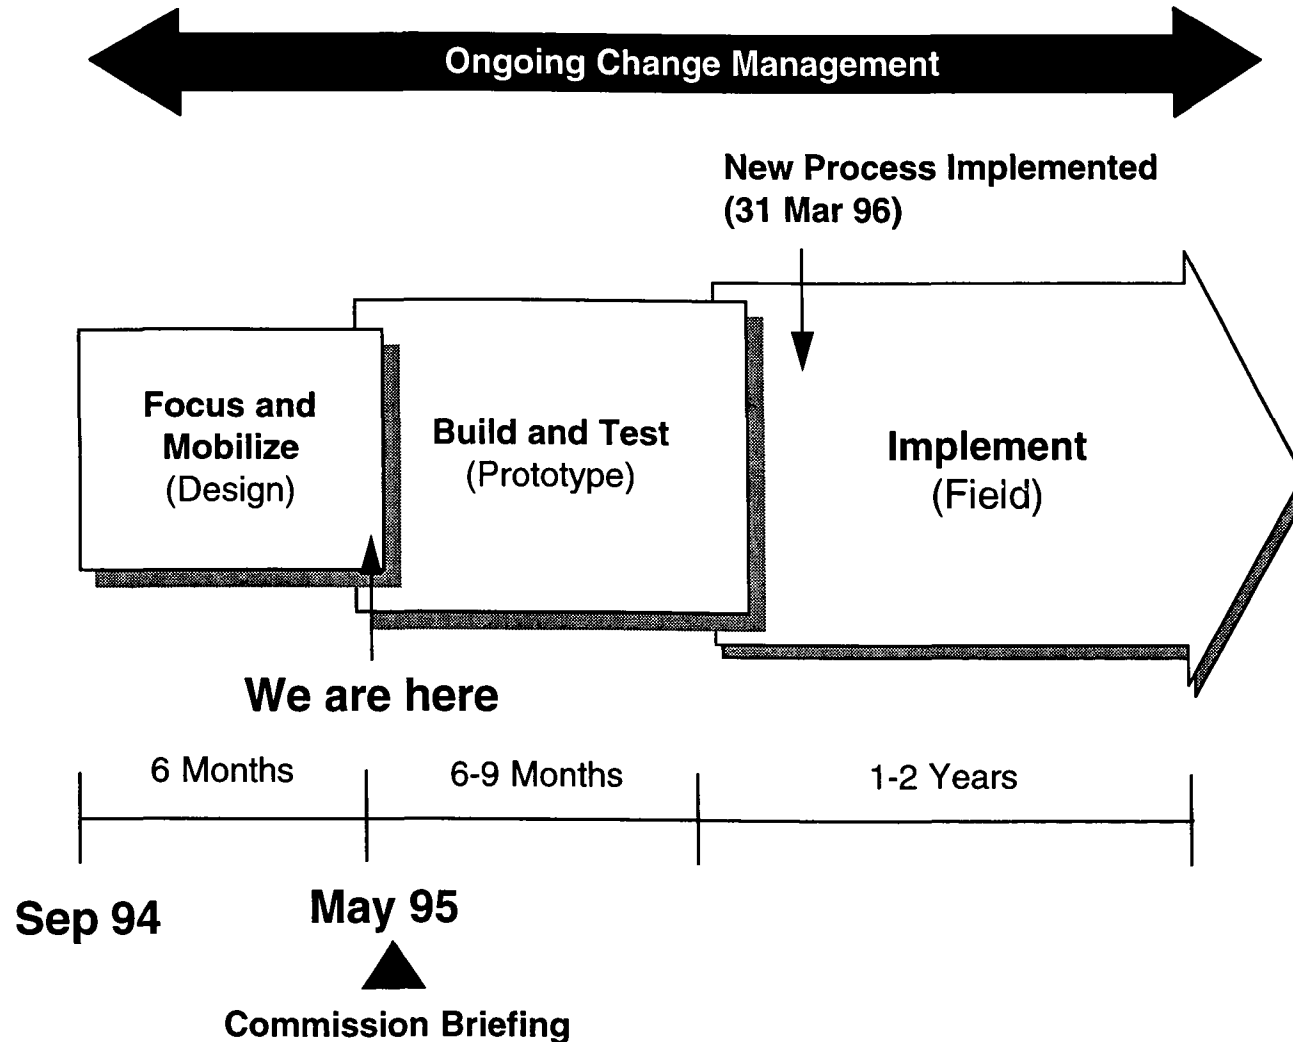 Ongoing Change Management
New Process Implemented
(31 Mar 96)
Focus and
Mobilize
(Design)
Build and Test
(Prototype)
Implement
(Field)
We are here
6 Months
6-9 Months
1-2 Years
Sep 94
May 95
Commission Briefing